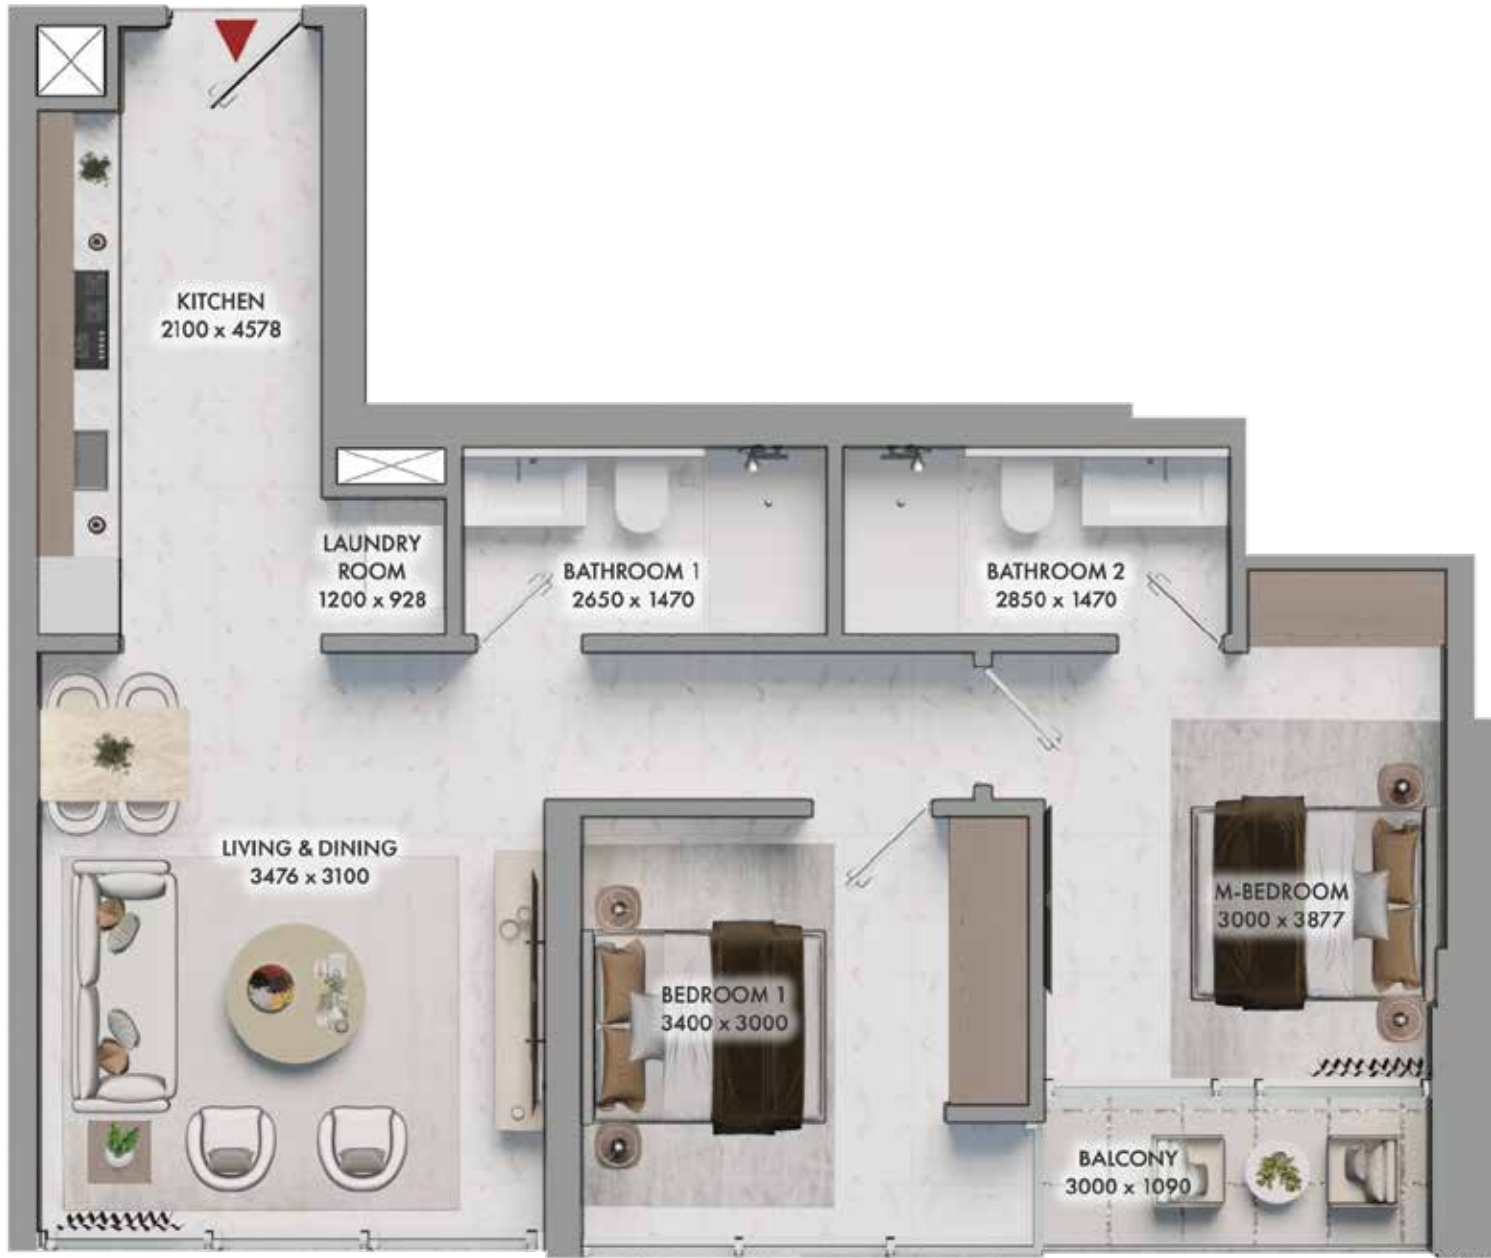 KITCHEN
2100 x 4578
LAUNDRY
ROOM
1200 x 928
BATHROOM 1
2650 x 1470
BATHROOM 2
2850 x 1470
LIVING & DINING
3476 x 3100
M-BEDROOM
3000 x 3877
BEDROOM 1
3400 x 3000
BALCONY
3000 x 1090